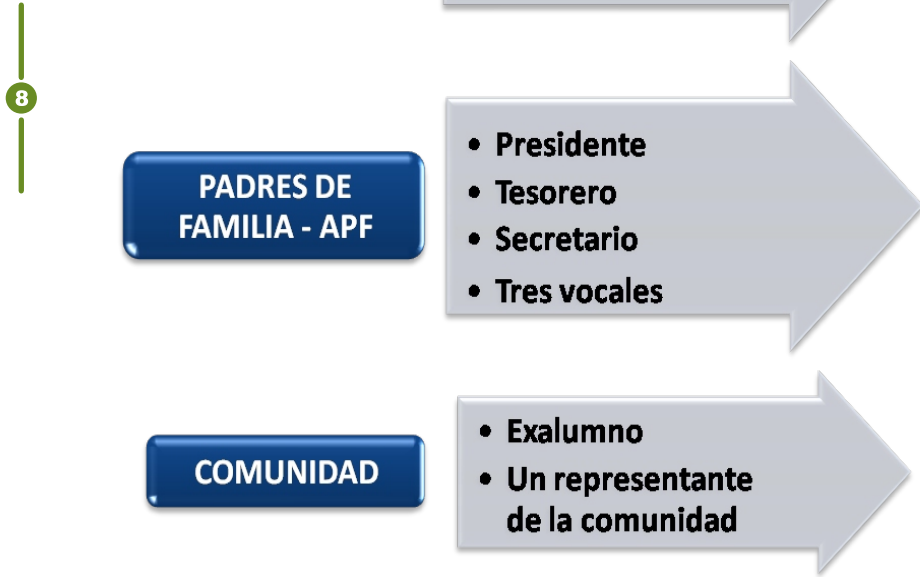 8
PADRES DE
FAMILIA - APF
• Presidente
• Tesorero
• Secretario
• Tres vocales
COMUNIDAD
• Exalumno
• Un representante
de la comunidad